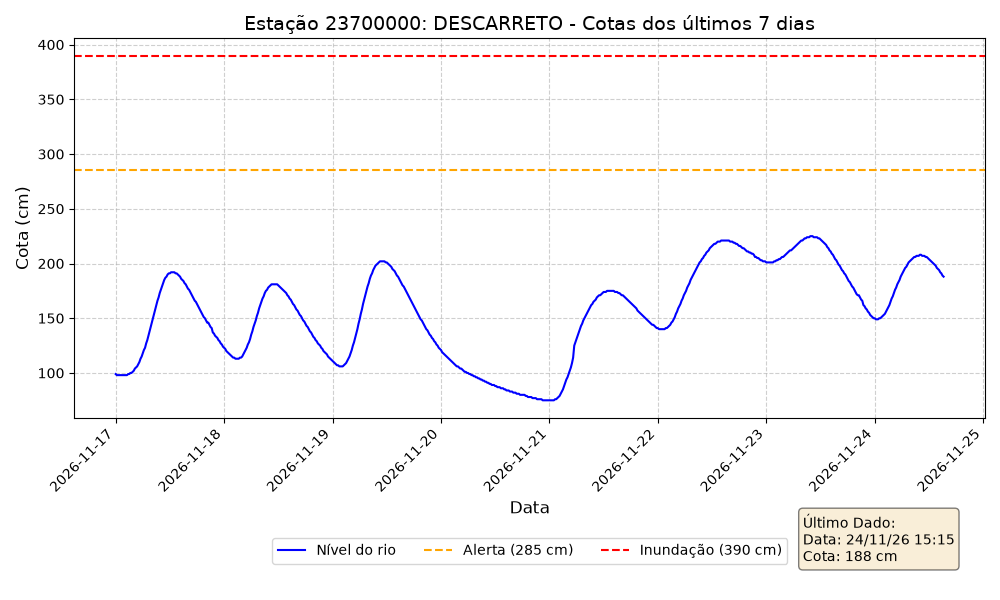 Estação 23700000: DESCARRETO - Cotas dos últimos 7 dias
Cota (cm)
400
350
300
250
200
150
100
2026-11-17
2026-11-18
2026-11-19
2026-11-20
2026-11-21
2026-11-22
2026-11-23
2026-11-24
2026-11-25
Data
Nível do rio
Alerta (285 cm)
Inundação (390 cm)
Último Dado:
Data: 24/11/26 15:15
Cota: 188 cm